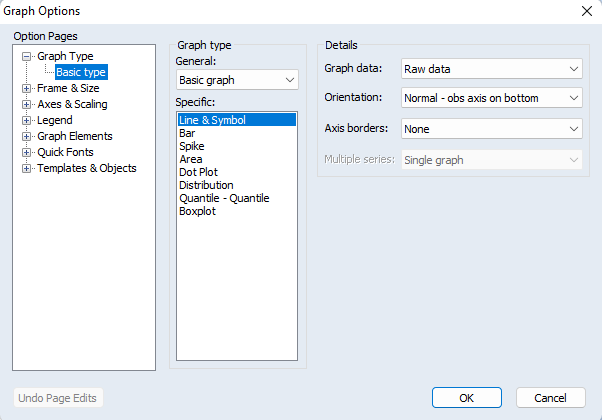 Graph Options
Option Pages
Graph Type
Basic type
Frame & Size
Axes & Scaling
Legend
Graph Elements
Quick Fonts
Templates & Objects
Undo Page Edits
Graph type
General:
Basic graph
Specific:
Line & Symbol
Bar
Spike
Area
Dot Plot
Distribution
Quantile - Quantile
Boxplot
Details
Graph data: Raw data
Orientation: Normal - obs axis on bottom
Axis borders: None
Multiple series: Single graph
OK
Cancel